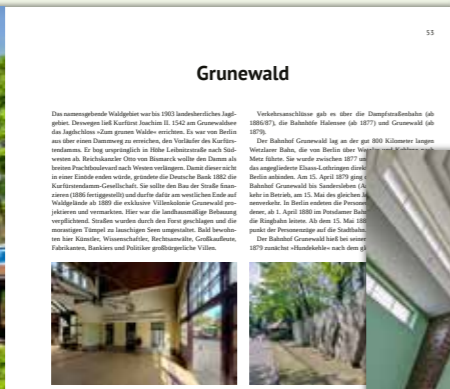 53
Grunewald
Das namensgebende Waldgebiet war bis 1903 landesherrliches Jagd-
gebiet. Deswegen ließ Kurfürst Joachim II. 1542 am Grunewaldsee
das Jagdschloss »Zum grunen Walde« errichten. Es war von Berlin
aus über einen Dammweg zu erreichen, den Vorläufer des Kurfürs-
tendamms. Er bog ursprünglich in Höhe Leibnizstraße nach Süd-
westen ab. Reichskanzler Otto von Bismarck wollte den Damm als
breiten Prachtboulevard nach Westen verlängern. Damit dieser nicht
in einer Einöde enden würde, gründete die Deutsche Bank 1882 die
Kurfürstendamm-Gesellschaft. Sie sollte den Bau der Straße finan-
zieren (1886 fertiggestellt) und durfte dafür am westlichen Ende auf
Waldgelände ab 1889 die exklusive Villenkolonie Grunewald pro-
jektieren und vermarkten. Hier war die landhausmäßige Bebauung
verpflichtend. Straßen wurden durch den Forst geschlagen und die
morastigen Tümpel zu lauschigen Seen umgestaltet. Bald bewohn-
ten hier Künstler, Wissenschaftler, Rechtsanwälte, Großkaufleute,
Fabrikanten, Bankiers und Politiker großbürgerliche Villen.
Verkehrsanschlüsse gab es über die Dampfstraßenbahn (ab
1886/87), die Bahnhöfe Halensee (ab 1877) und Grunewald (ab
1879).
Der Bahnhof Grunewald lag an der gut 800 Kilometer langen
Wetzlarer Bahn, die von Berlin über
Metz führte. Sie wurde zwischen 1877 un
das angegliederte Elsass-Lothringen direk
Berlin anbinden. Am 15. April 1879 ging
Bahnhof Grunewald bis Sandersleben (A
kehr in Betrieb, am 15. Mai des gleichen Ja
nenverkehr. In Berlin endeten die Persone
dener, ab 1. April 1880 im Potsdamer Bah
die Ringbahn leitete. Ab dem 15. Mai 188
punkt der Personenzüge auf die Stadtbahn.
Der Bahnhof Grunewald hieß bei seiner
1879 zunächst »Hundekehle« nach dem gl